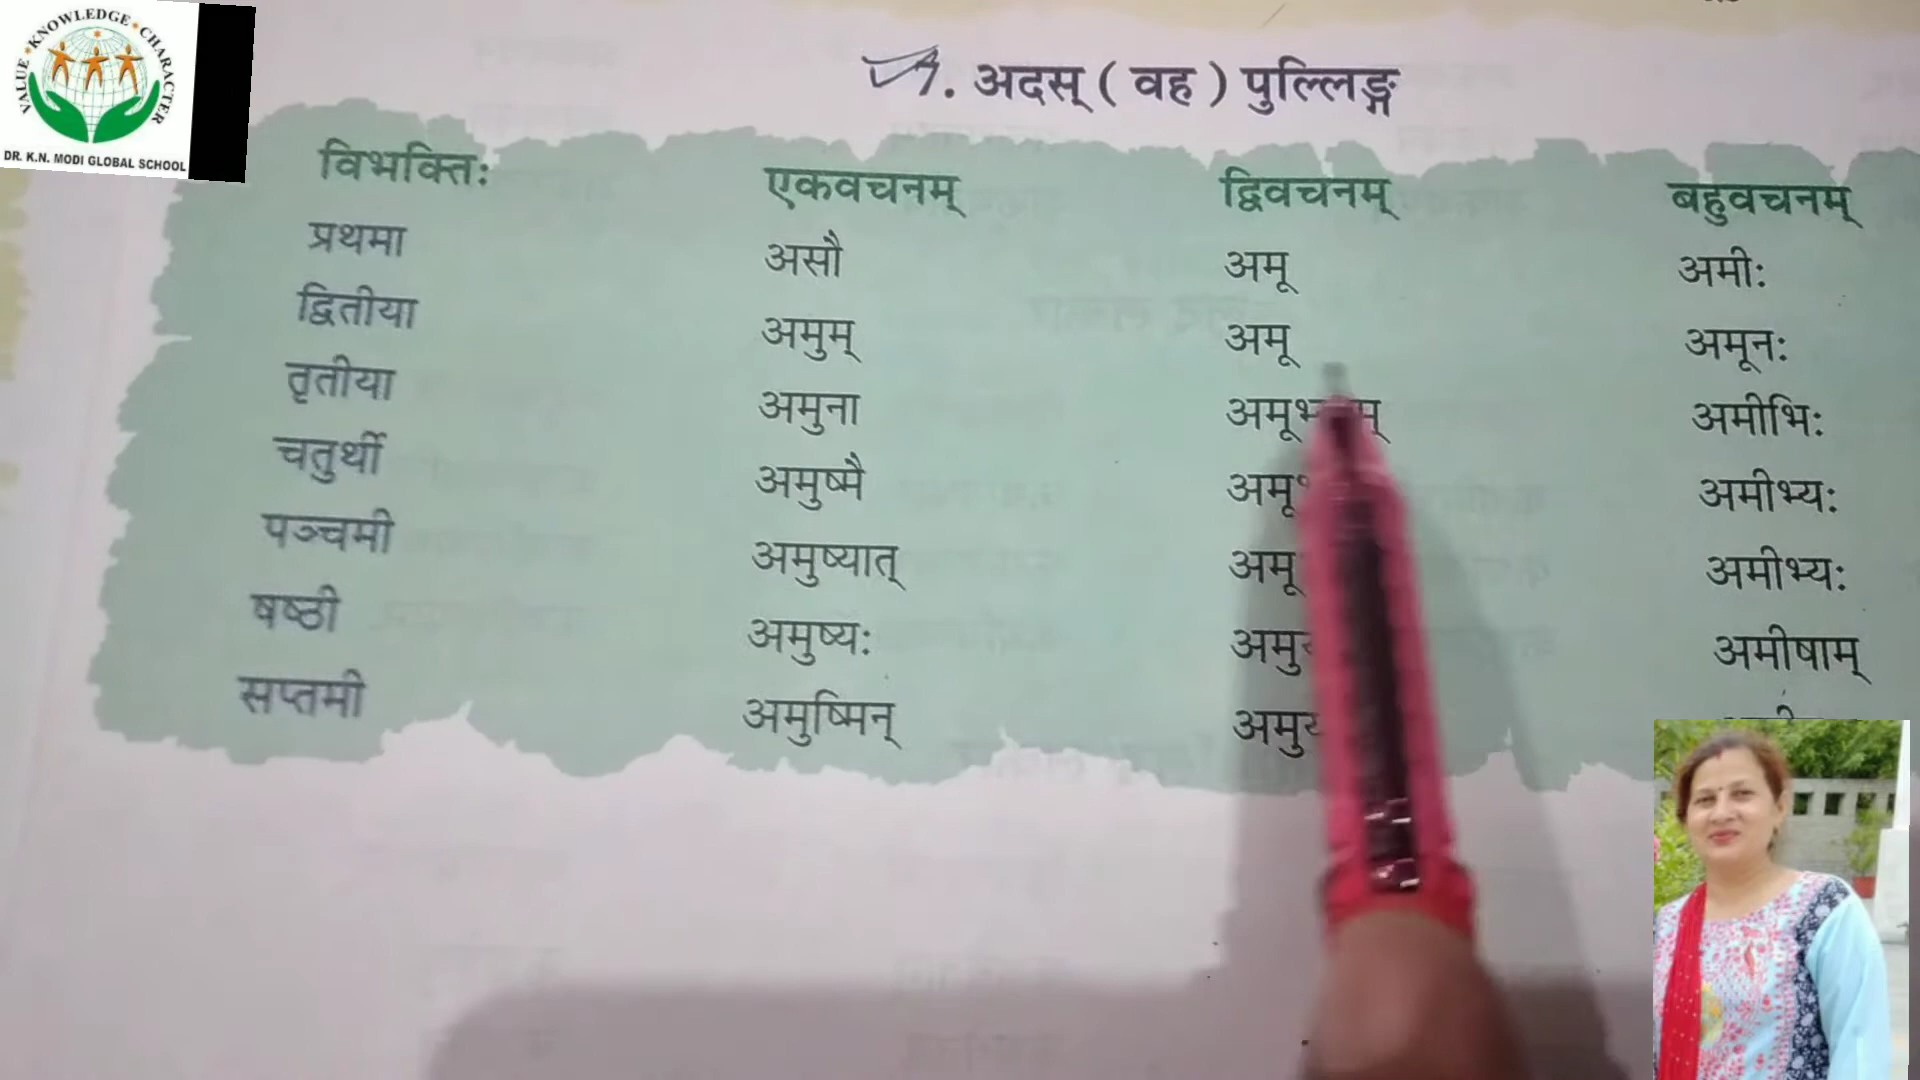 VALUE • KNOWLEDGE • CHARACTER
DR. K.N. MODI GLOBAL SCHOOL
१. अदस् ( वह ) पुल्लिङ्ग
विभक्तिः एकवचनम् द्विवचनम् बहुवचनम्
प्रथमा असौ अमू अमीः
द्वितीया अमुम् अमू अमूनः
तृतीया अमुना अमीभिः
चतुर्थी अमुष्मै अमीभ्यः
पञ्चमी अमुष्यात् अमीभ्यः
षष्ठी अमुष्यः अमीषाम्
सप्तमी अमुष्मिन्